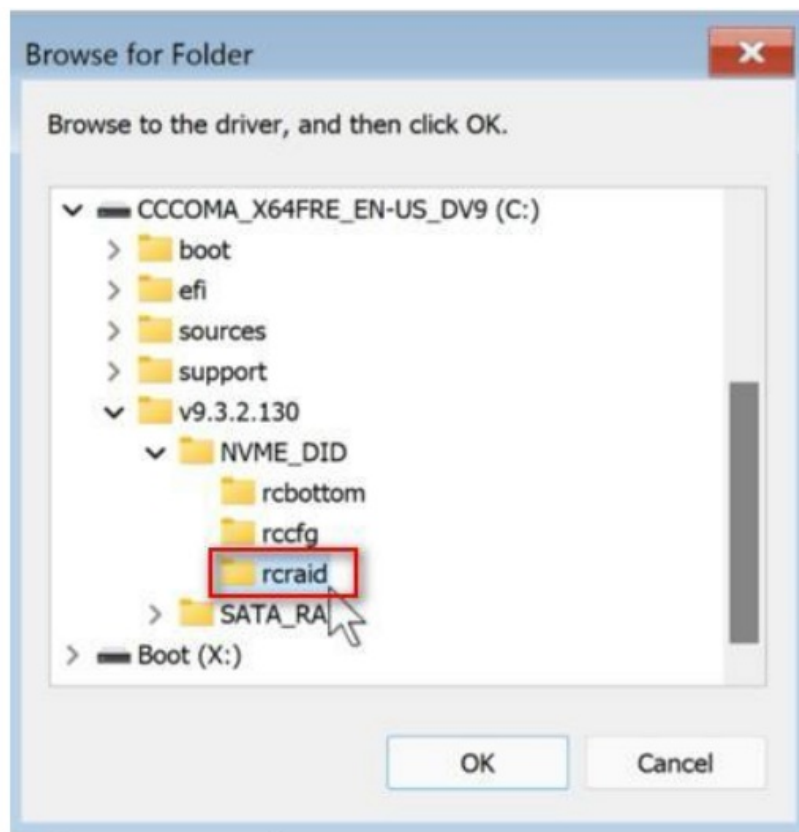 Browse for Folder
Browse to the driver, and then click OK.
CCCOMA_X64FRE_EN-US_DV9 (C:)
boot
efi
sources
support
v9.3.2.130
NVME_DID
rcbottom
rccfg
rcraid
SATA_RA
Boot (X:)
OK Cancel